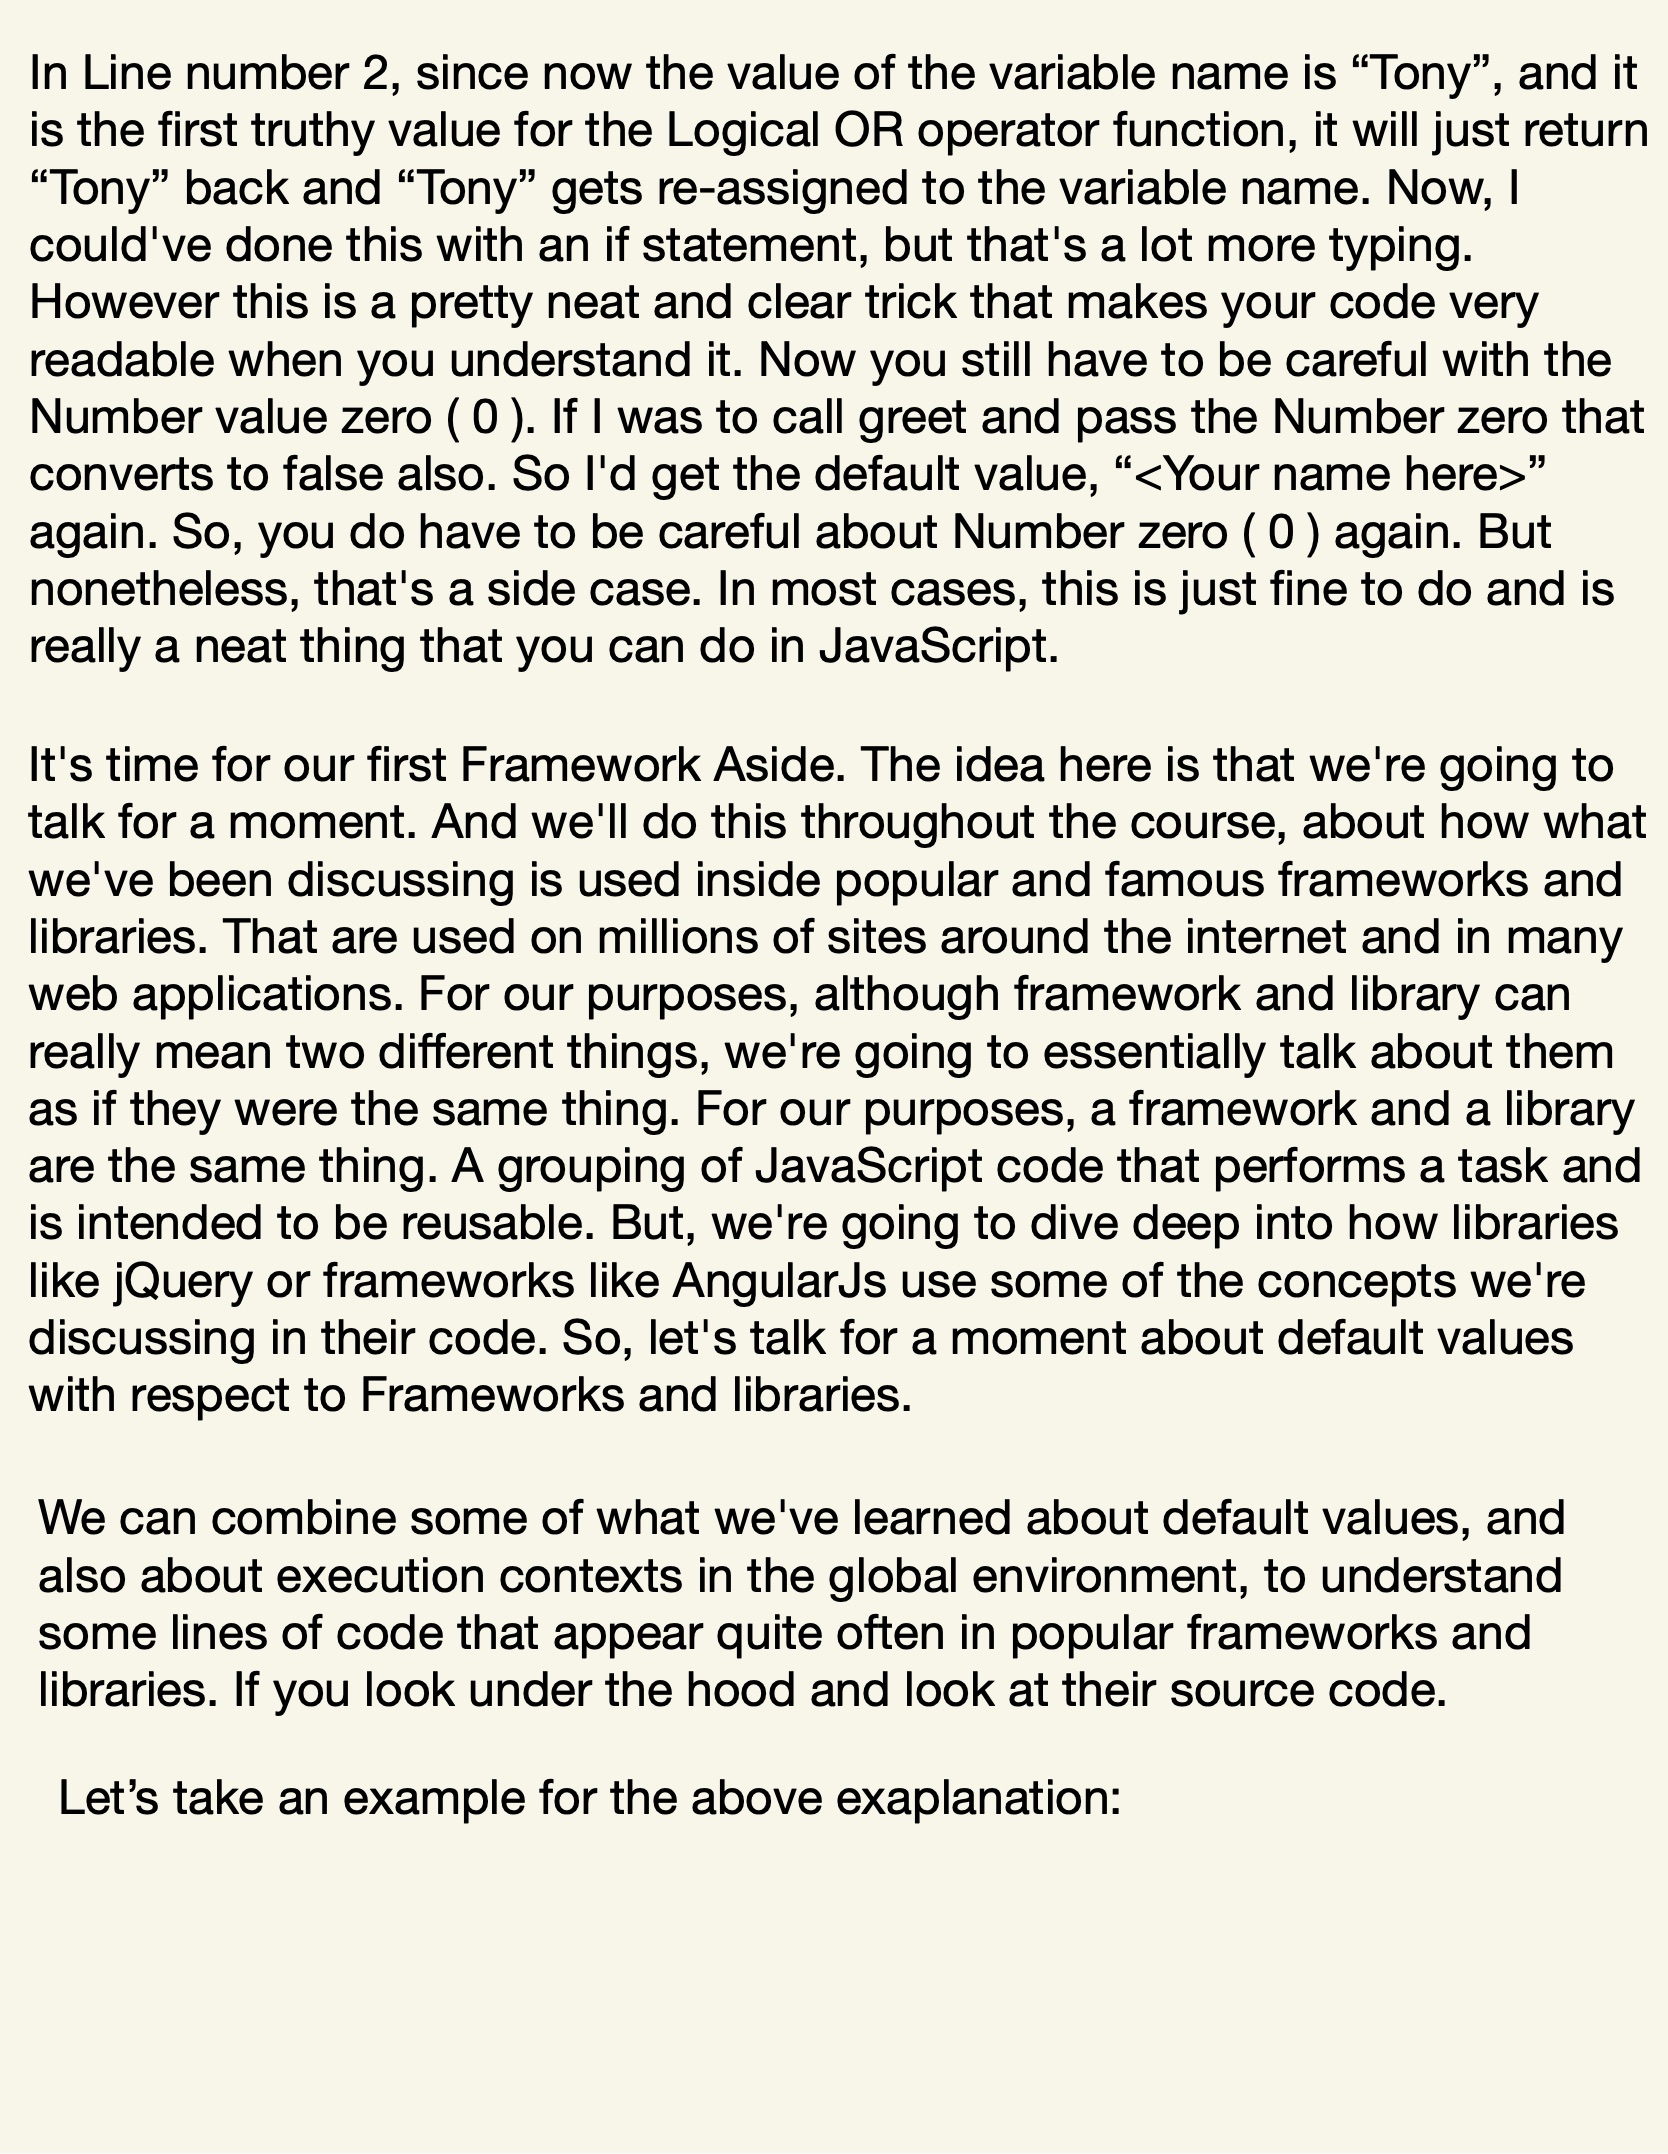 In Line number 2, since now the value of the variable name is “Tony”, and it
is the first truthy value for the Logical OR operator function, it will just return
“Tony” back and “Tony” gets re-assigned to the variable name. Now, I
could've done this with an if statement, but that's a lot more typing.
However this is a pretty neat and clear trick that makes your code very
readable when you understand it. Now you still have to be careful with the
Number value zero ( 0 ). If I was to call greet and pass the Number zero that
converts to false also. So I'd get the default value, “<Your name here>”
again. So, you do have to be careful about Number zero ( 0 ) again. But
nonetheless, that's a side case. In most cases, this is just fine to do and is
really a neat thing that you can do in JavaScript.
It's time for our first Framework Aside. The idea here is that we're going to
talk for a moment. And we'll do this throughout the course, about how what
we've been discussing is used inside popular and famous frameworks and
libraries. That are used on millions of sites around the internet and in many
web applications. For our purposes, although framework and library can
really mean two different things, we're going to essentially talk about them
as if they were the same thing. For our purposes, a framework and a library
are the same thing. A grouping of JavaScript code that performs a task and
is intended to be reusable. But, we're going to dive deep into how libraries
like jQuery or frameworks like AngularJs use some of the concepts we're
discussing in their code. So, let's talk for a moment about default values
with respect to Frameworks and libraries.
We can combine some of what we've learned about default values, and
also about execution contexts in the global environment, to understand
some lines of code that appear quite often in popular frameworks and
libraries. If you look under the hood and look at their source code.
Let’s take an example for the above exaplanation: